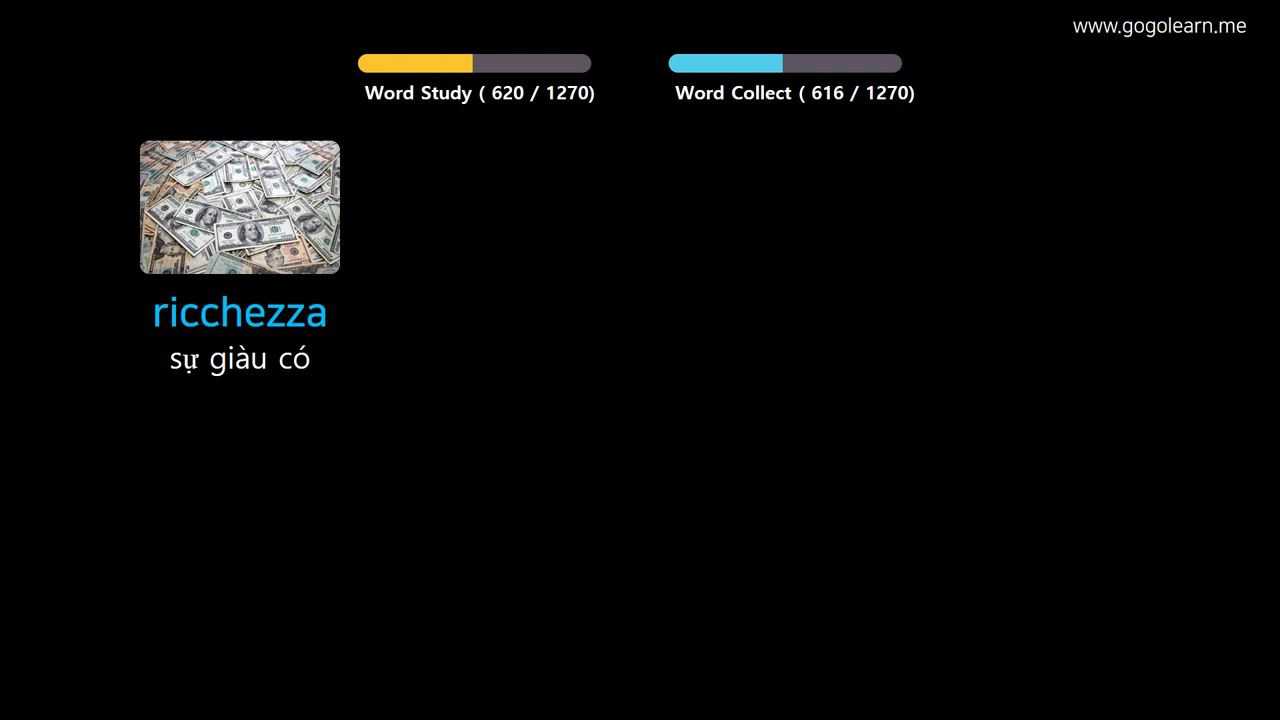 www.gogolearn.me
Word Study ( 620 / 1270)
Word Collect ( 616 / 1270)
ricchezza
sự giàu có